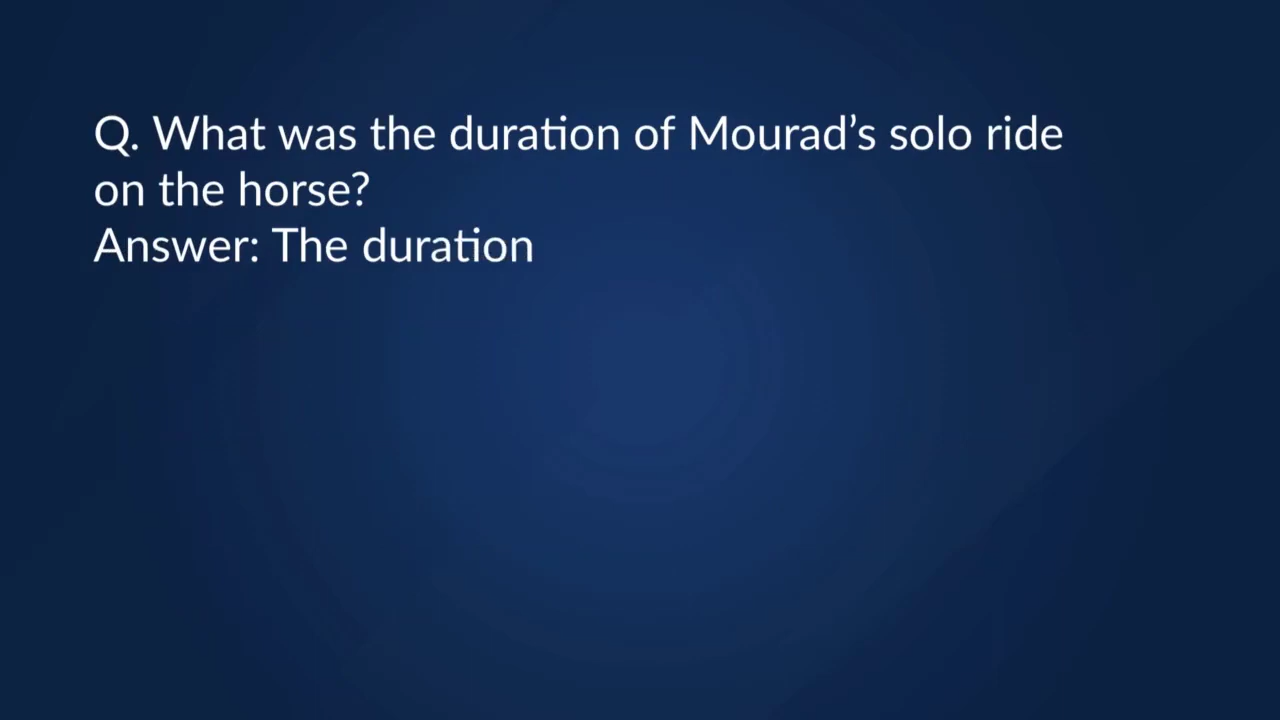 Q. What was the duration of Mourad’s solo ride
on the horse?
Answer: The duration